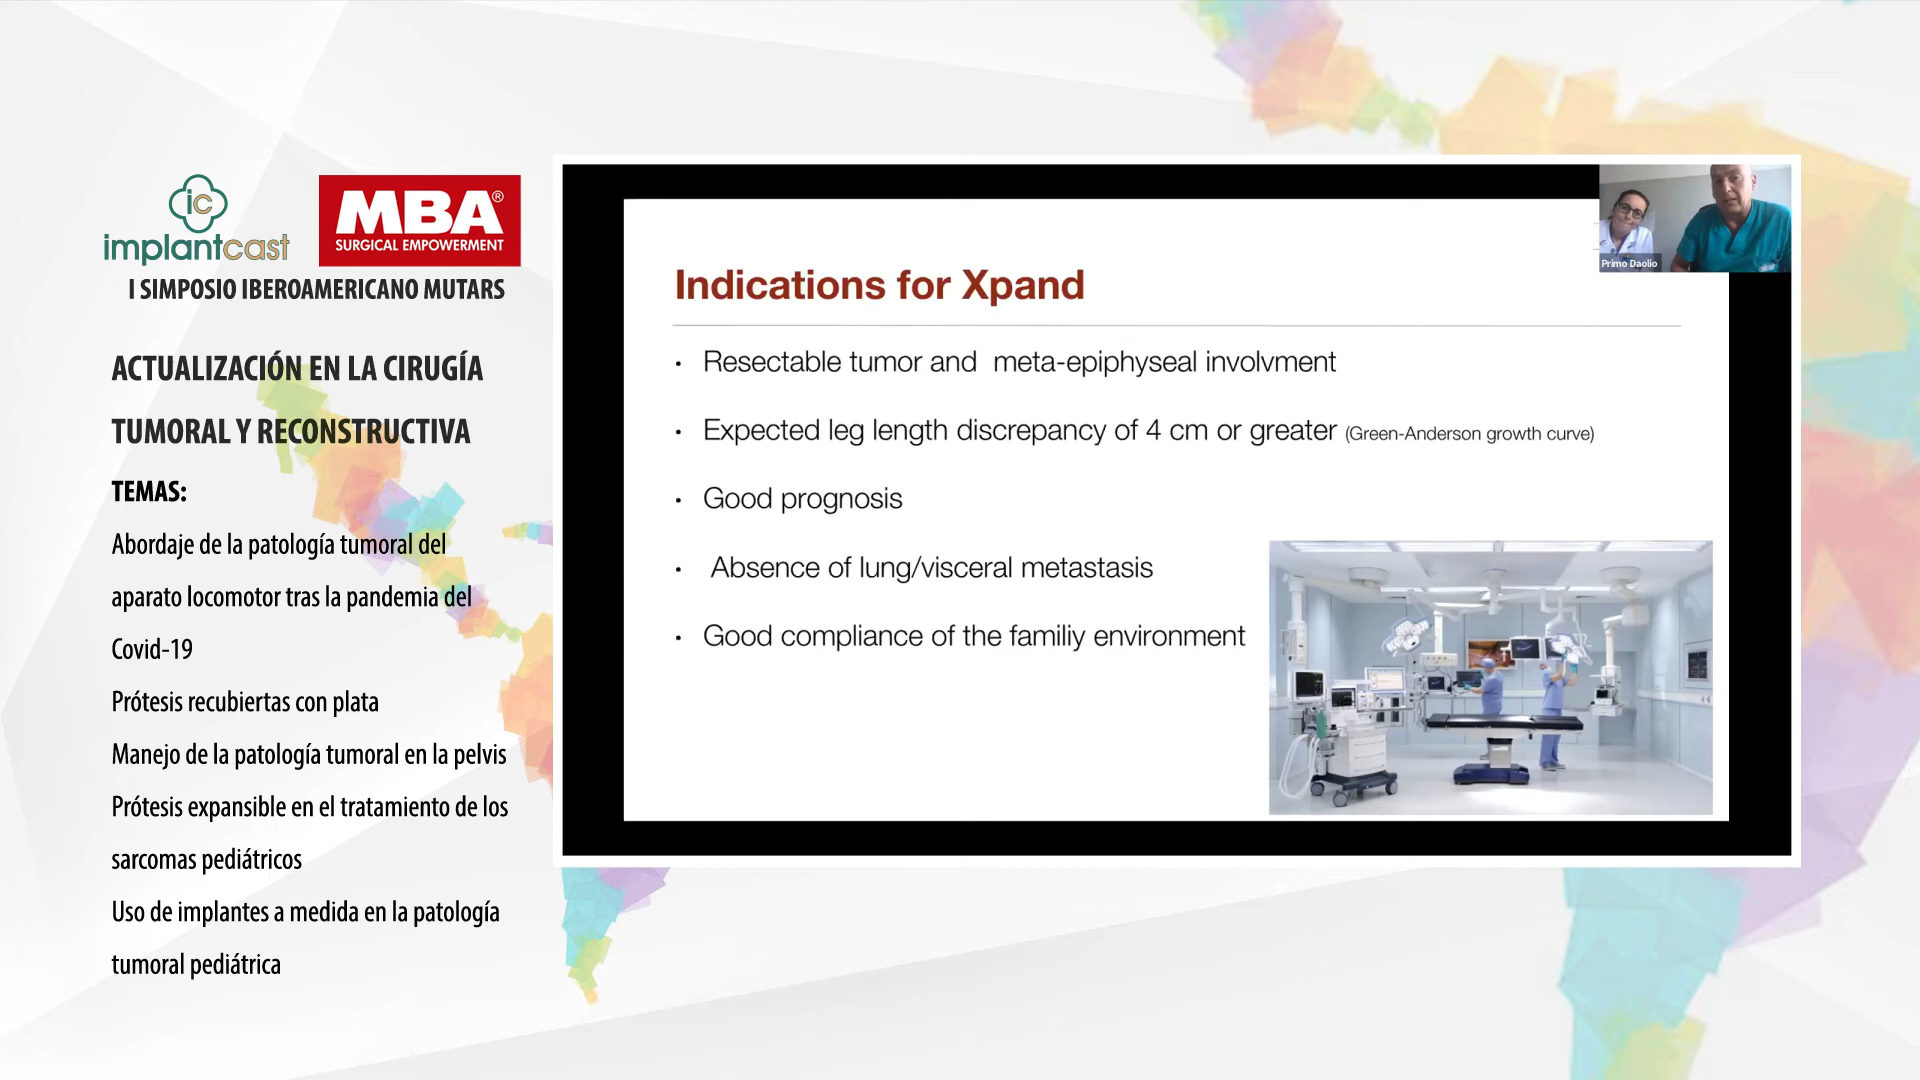 ic
implantcast
MBA®
SURGICAL EMPOWERMENT
I SIMPOSIO IBEROAMERICANO MUTARS
ACTUALIZACIÓN EN LA CIRUGÍA
TUMORAL Y RECONSTRUCTIVA
TEMAS:
Abordaje de la patología tumoral del
aparato locomotor tras la pandemia del
Covid-19
Prótesis recubiertas con plata
Manejo de la patología tumoral en la pelvis
Prótesis expansible en el tratamiento de los
sarcomas pediátricos
Uso de implantes a medida en la patología
tumoral pediátrica
Primo Daolio
Indications for Xpand
• Resectable tumor and meta-epiphyseal involvment
• Expected leg length discrepancy of 4 cm or greater (Green-Anderson growth curve)
• Good prognosis
• Absence of lung/visceral metastasis
• Good compliance of the familiy environment